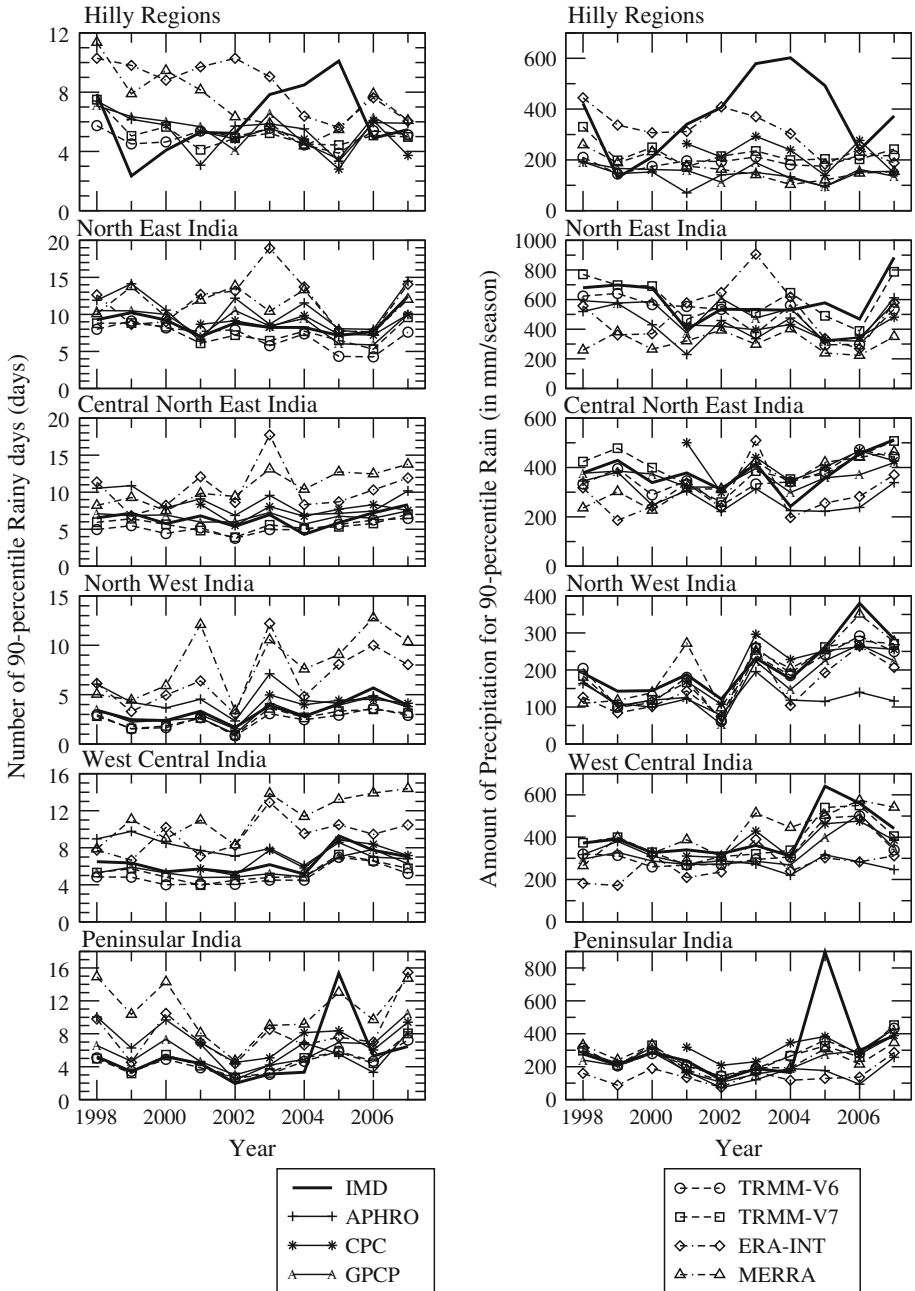 Hilly Regions
12
8
4
0
North East India
20
15
10
5
0
Central North East India
20
15
10
5
0
North West India
15
10
5
0
West Central India
16
12
8
4
0
Peninsular India
16
12
8
4
0
1998 2000 2002 2004 2006
Year
Number of 90-percentile Rainy days (days)
Hilly Regions
600
400
200
0
North East India
1000
800
600
400
200
0
Central North East India
600
400
200
0
North West India
400
300
200
100
0
West Central India
600
400
200
0
Peninsular India
800
600
400
200
0
1998 2000 2002 2004 2006
Year
Amount of Precipitation for 90-percentile Rain (in mm/season)
IMD
APHRO
CPC
GPCP
TRMM-V6
TRMM-V7
ERA-INT
MERRA